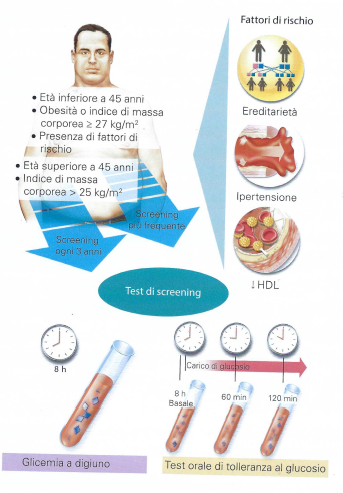 Fattori di rischio
• Età inferiore a 45 anni
• Obesità o indice di massa
corporea ≥ 27 kg/m²
• Presenza di fattori di
rischio
• Età superiore a 45 anni
• Indice di massa
corporea > 25 kg/m²
Screening
più frequente
Screening
ogni 3 anni
Ereditarietà
Ipertensione
↓HDL
Test di screening
8 h
Carico di glucosio
8 h
Basale
60 min
120 min
Glicemia a digiuno
Test orale di tolleranza al glucosio